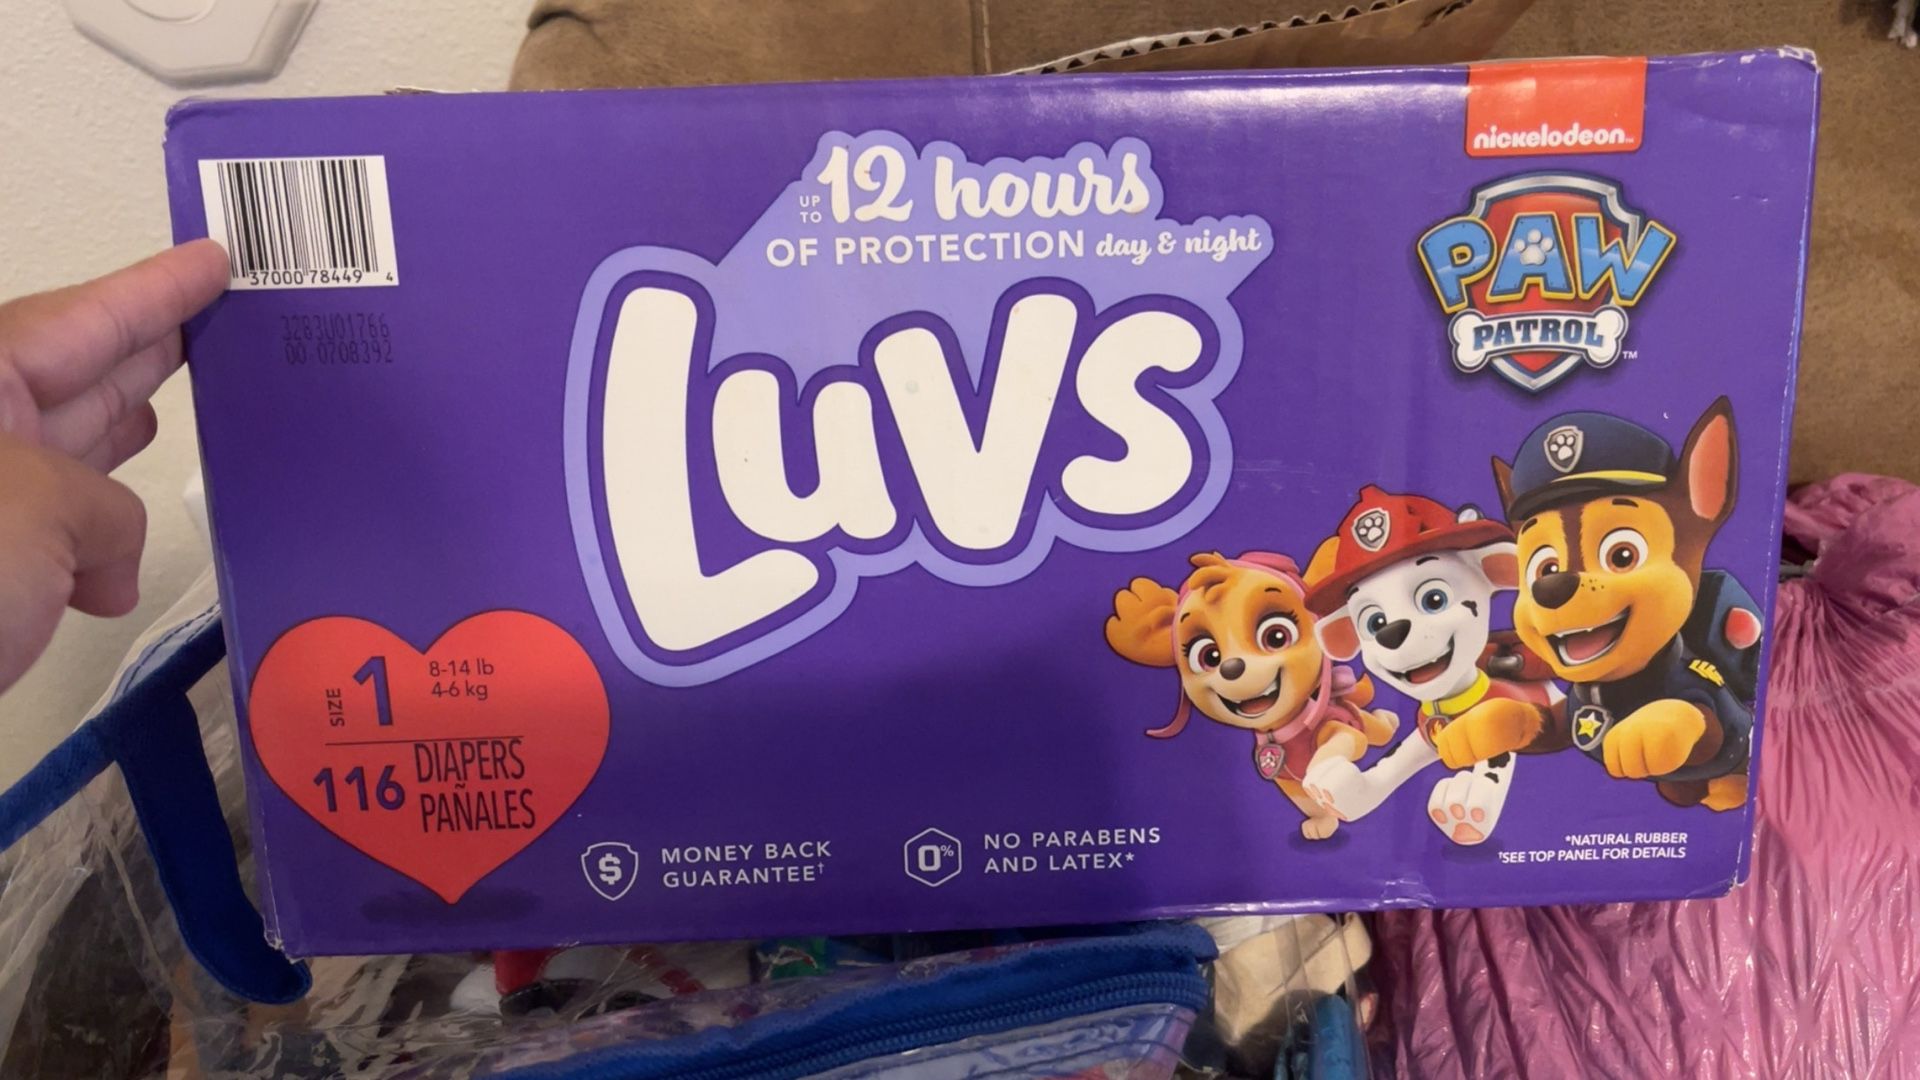 37000 78449 4
3283U01766
00-0708392
UP TO 12 hours
OF PROTECTION day & night
Luvs
nickelodeon™
PAW
PATROL™
SIZE 1 8-14 lb
4-6 kg
116 DIAPERS
PAÑALES
$ MONEY BACK
GUARANTEE†
0% NO PARABENS
AND LATEX*
*NATURAL RUBBER
†SEE TOP PANEL FOR DETAILS